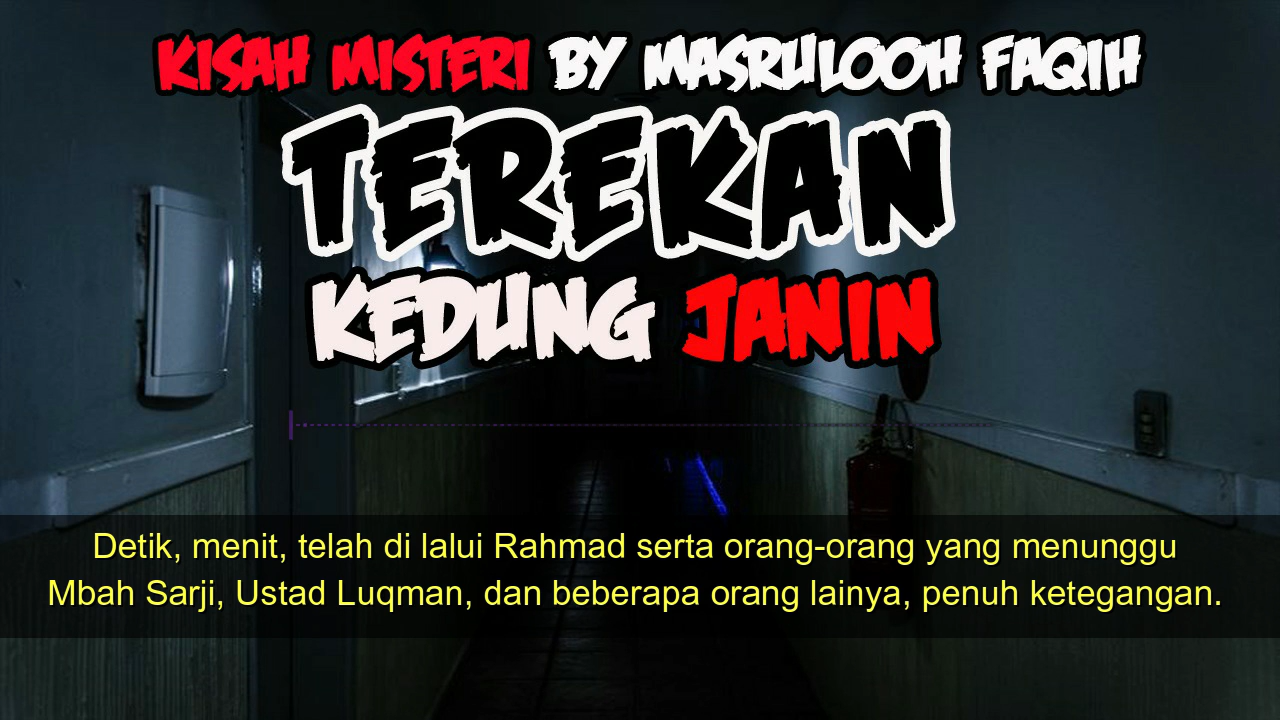 KISAH MISTERI BY MASRULOOH FAQIH
TEREKAN
KEDUNG JANIN
Detik, menit, telah di lalui Rahmad serta orang-orang yang menunggu
Mbah Sarji, Ustad Luqman, dan beberapa orang lainya, penuh ketegangan.